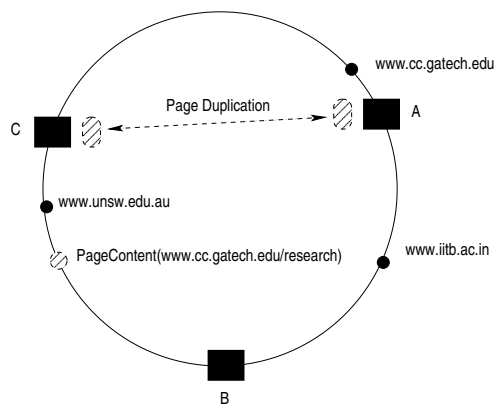 www.cc.gatech.edu
Page Duplication
A
C
www.unsw.edu.au
PageContent(www.cc.gatech.edu/research)
www.iitb.ac.in
B